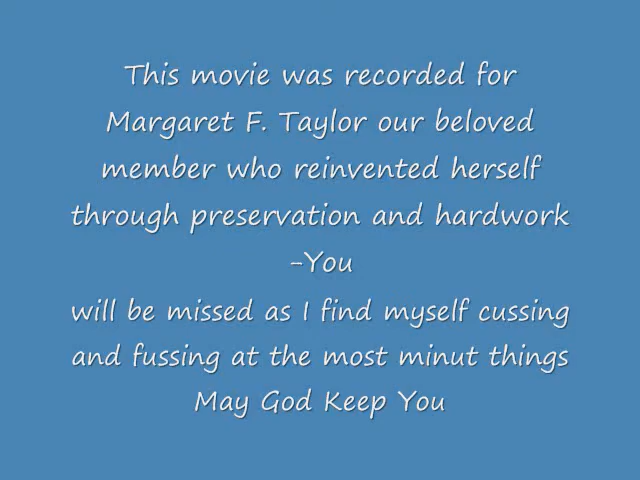 This movie was recorded for
Margaret F. Taylor our beloved
member who reinvented herself
through preservation and hardwork
-You
will be missed as I find myself cussing
and fussing at the most minut things
May God Keep You